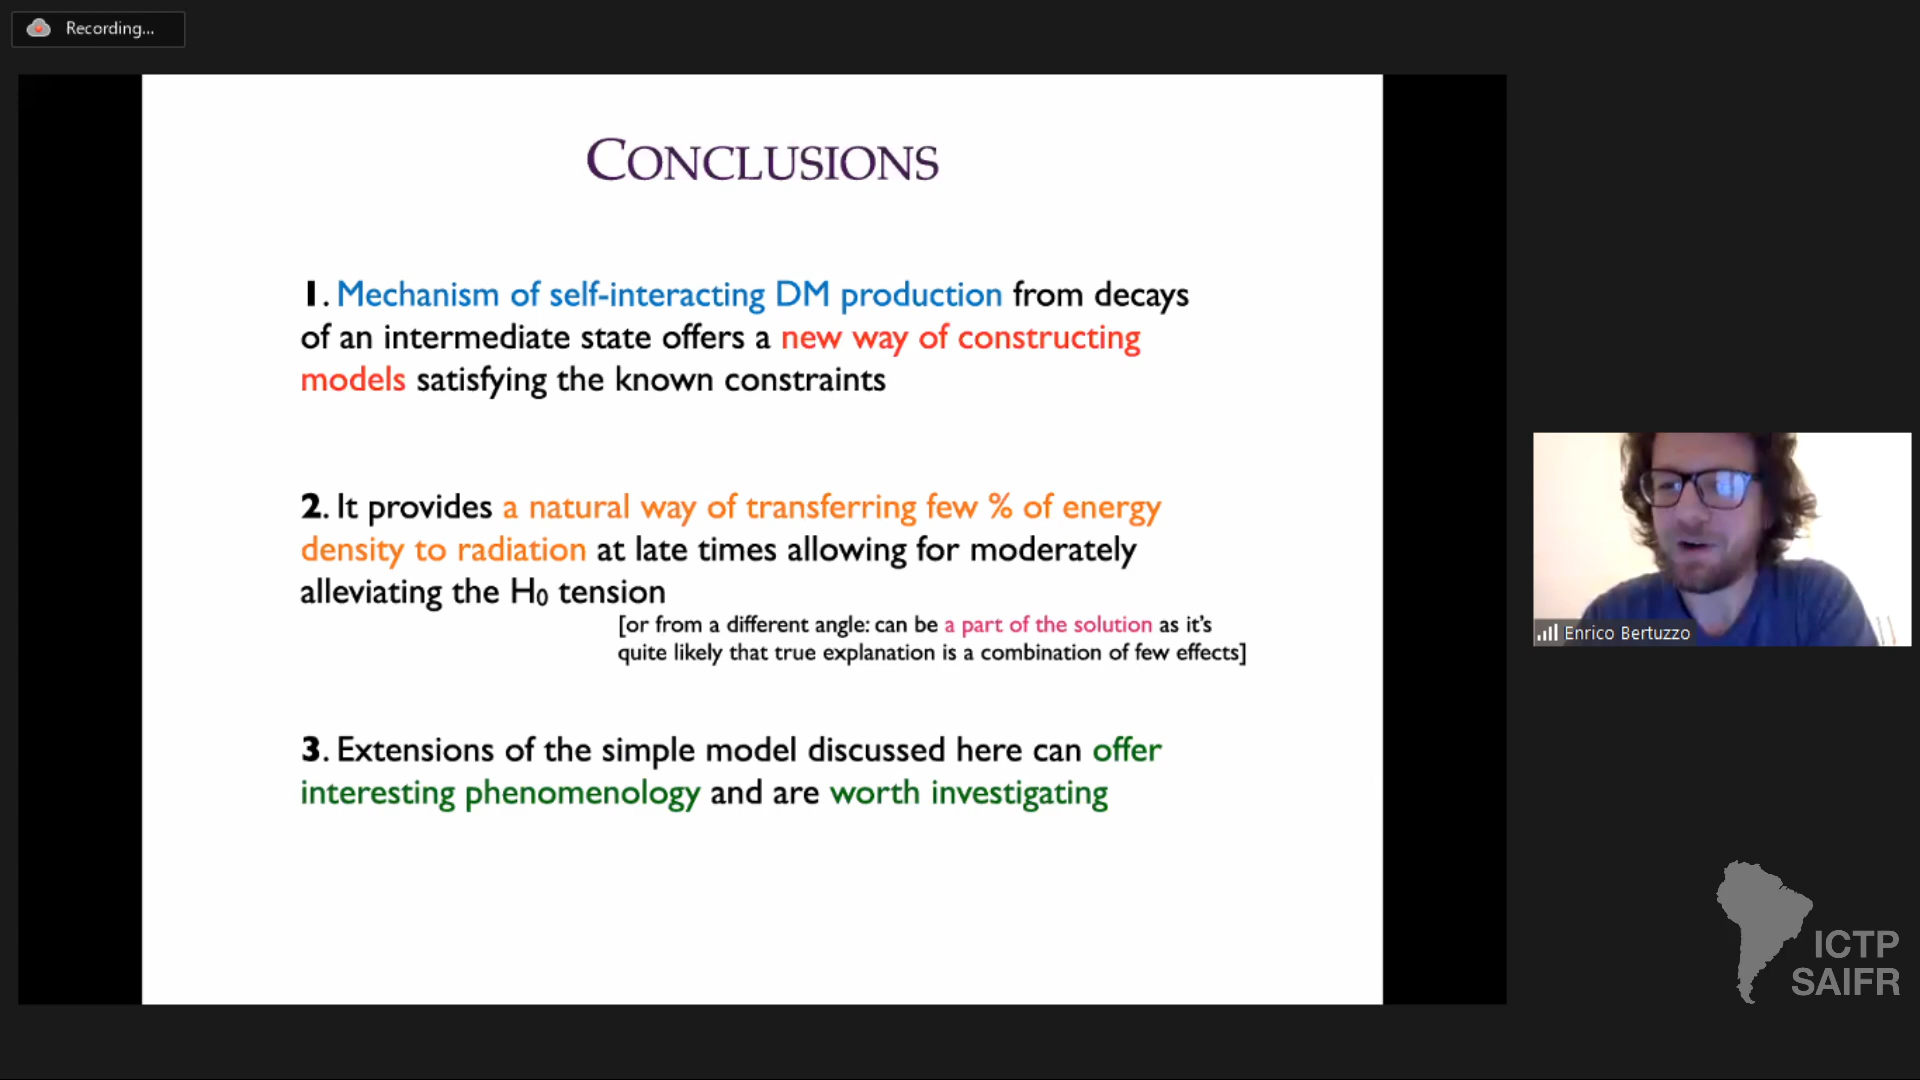 Recording...
CONCLUSIONS
1. Mechanism of self-interacting DM production from decays
of an intermediate state offers a new way of constructing
models satisfying the known constraints
2. It provides a natural way of transferring few % of energy
density to radiation at late times allowing for moderately
alleviating the H₀ tension
[or from a different angle: can be a part of the solution as it's
quite likely that true explanation is a combination of few effects]
3. Extensions of the simple model discussed here can offer
interesting phenomenology and are worth investigating
Enrico Bertuzzo
ICTP
SAIFR